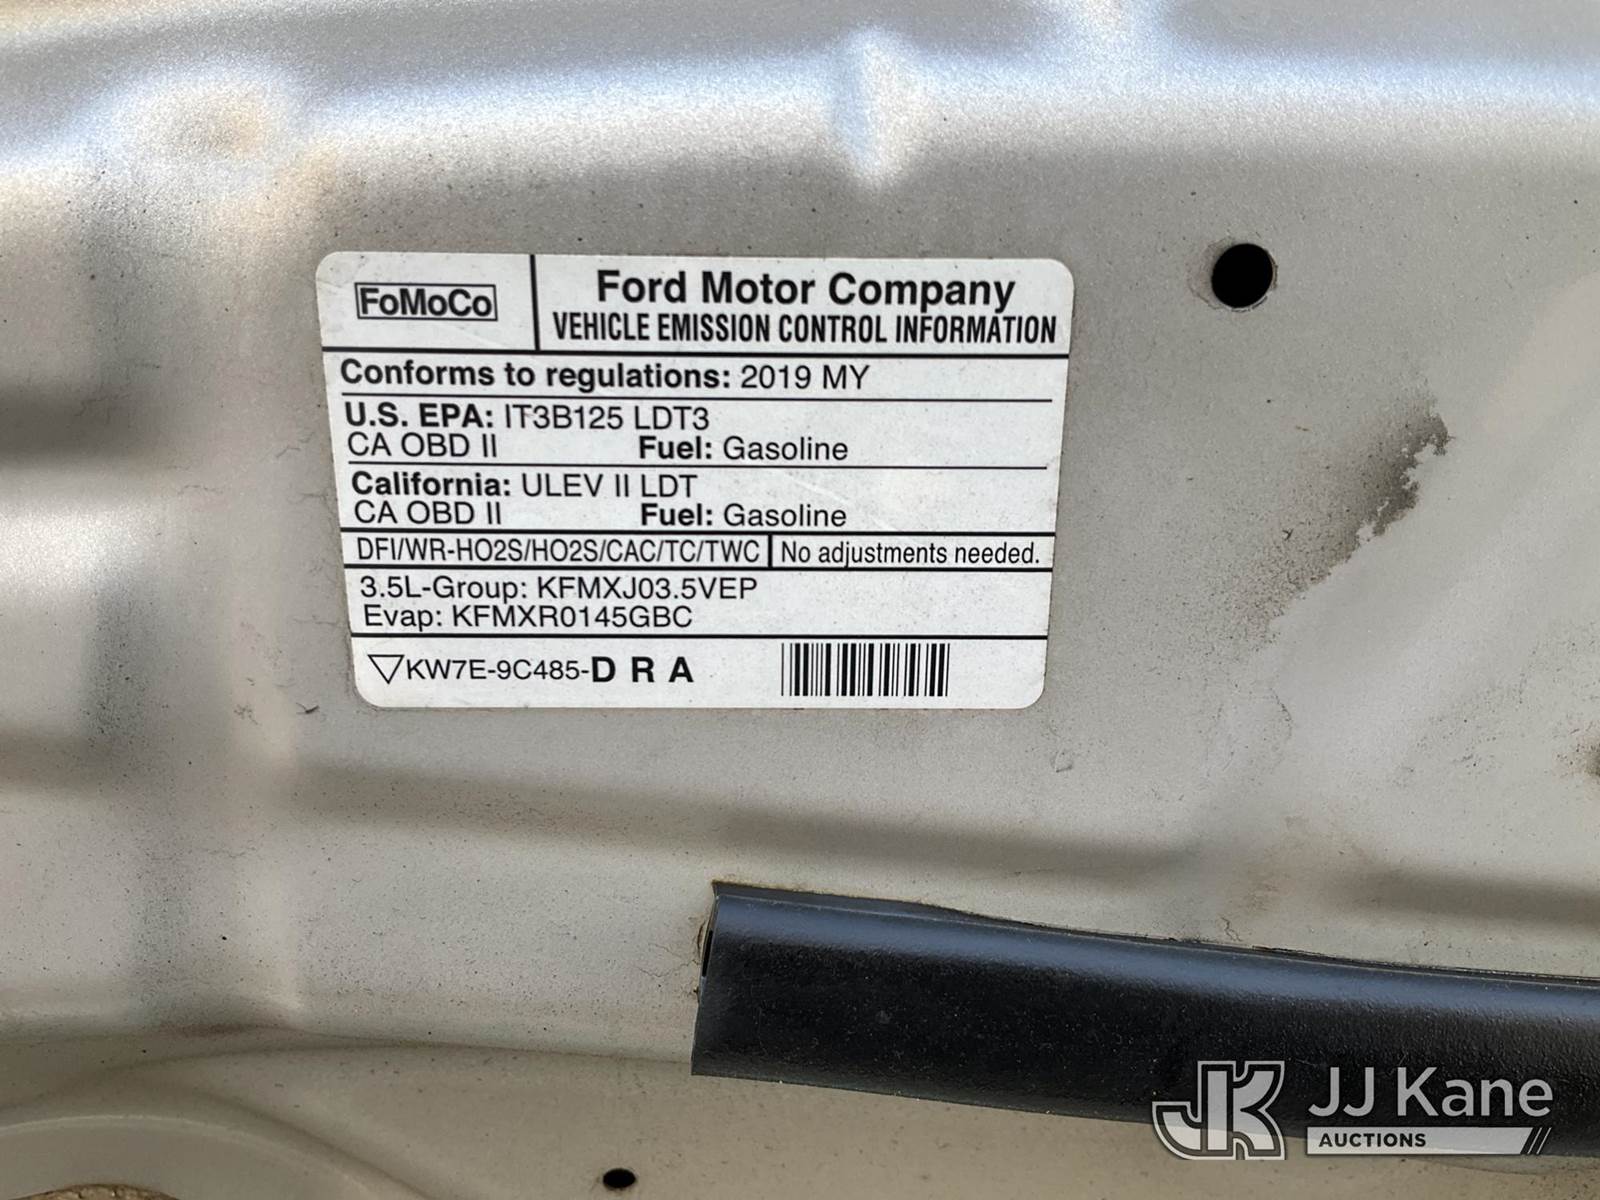 FoMoCo
Ford Motor Company
VEHICLE EMISSION CONTROL INFORMATION
Conforms to regulations: 2019 MY
U.S. EPA: IT3B125 LDT3
CA OBD II Fuel: Gasoline
California: ULEV II LDT
CA OBD II Fuel: Gasoline
DFI/WR-HO2S/HO2S/CAC/TC/TWC No adjustments needed.
3.5L-Group: KFMXJ03.5VEP
Evap: KFMXR0145GBC
KW7E-9C485-D R A
JK JJ Kane
AUCTIONS